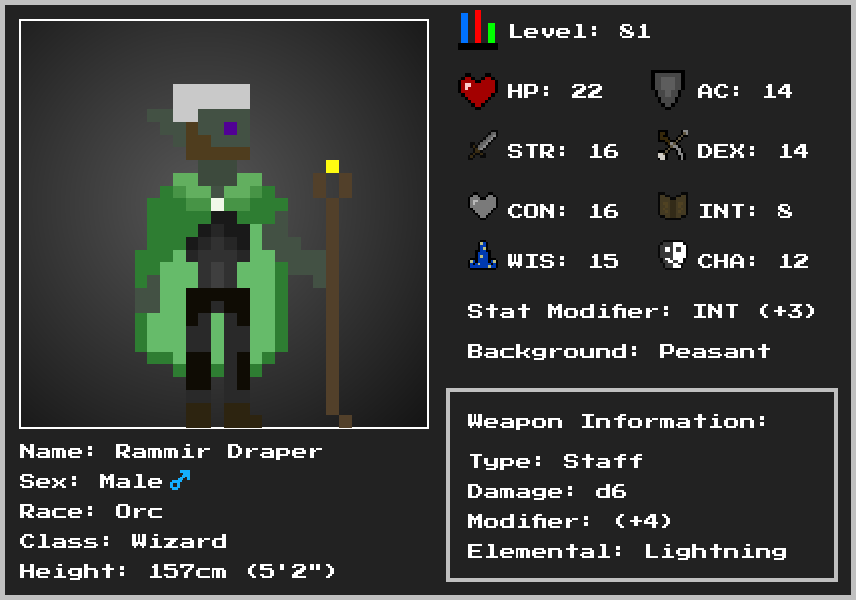 Level: 81
HP: 22 AC: 14
STR: 16 DEX: 14
CON: 16 INT: 8
WIS: 15 CHA: 12
Stat Modifier: INT (+3)
Background: Peasant
Weapon Information:
Type: Staff
Damage: d6
Modifier: (+4)
Elemental: Lightning
Name: Rammir Draper
Sex: Male♂
Race: Orc
Class: Wizard
Height: 157cm (5'2")